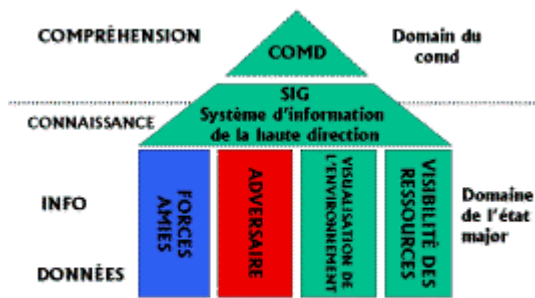 COMPRÉHENSION
COMD
Domain du
comd
SIG
Système d'information
de la haute direction
CONNAISSANCE
INFO
DONNÉES
FORCES
AMIES
ADVERSAIRE
VISUALISATION DE
L'ENVIRONNEMENT
VISIBILITÉ DES
RESSOURCES
Domaine
de l'état
major